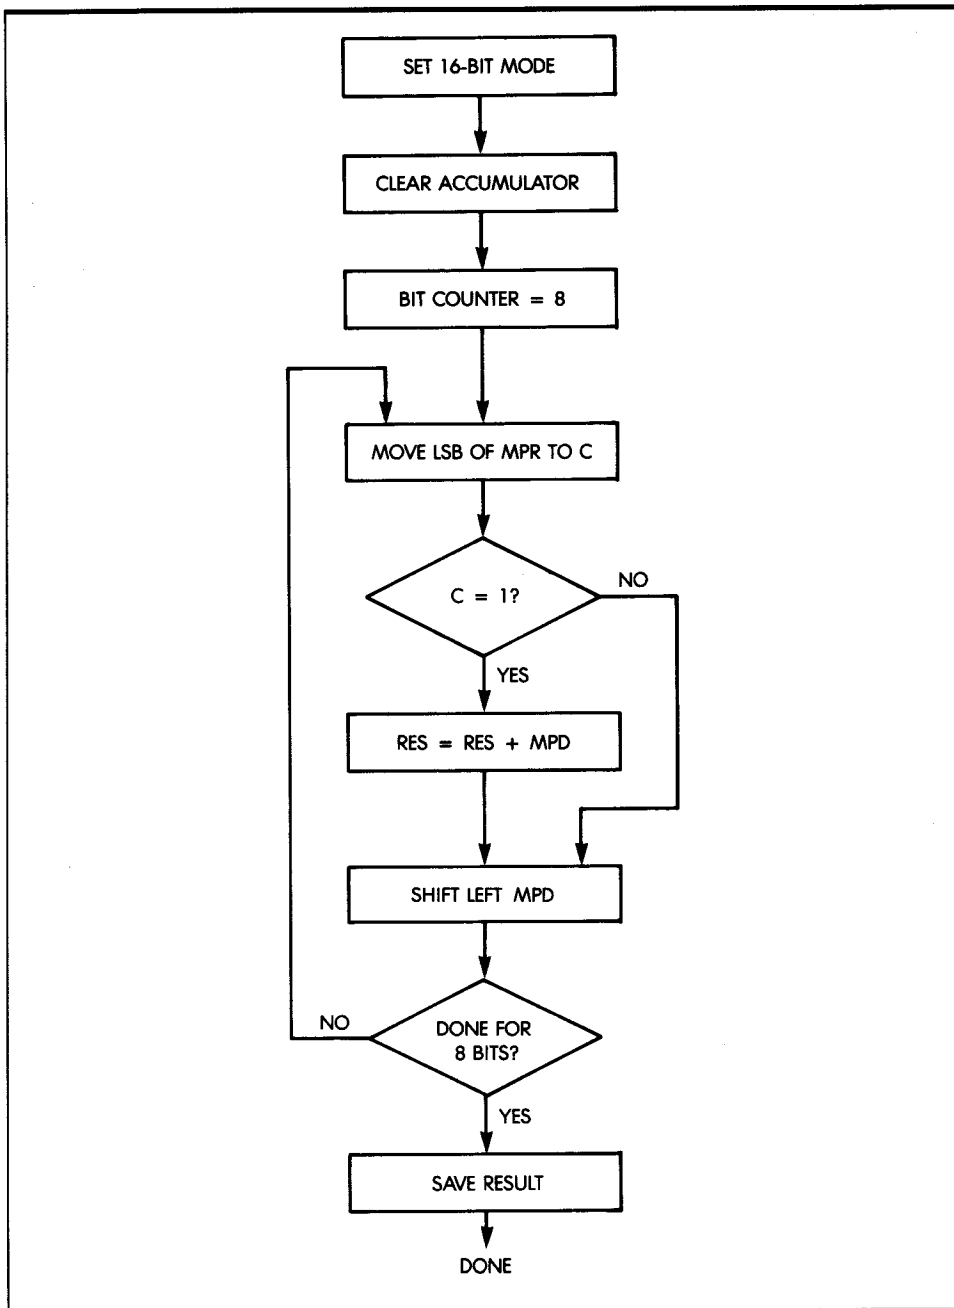 SET 16-BIT MODE
CLEAR ACCUMULATOR
BIT COUNTER = 8
MOVE LSB OF MPR TO C
C = 1?
NO
YES
RES = RES + MPD
SHIFT LEFT MPD
DONE FOR
8 BITS?
NO
YES
SAVE RESULT
DONE